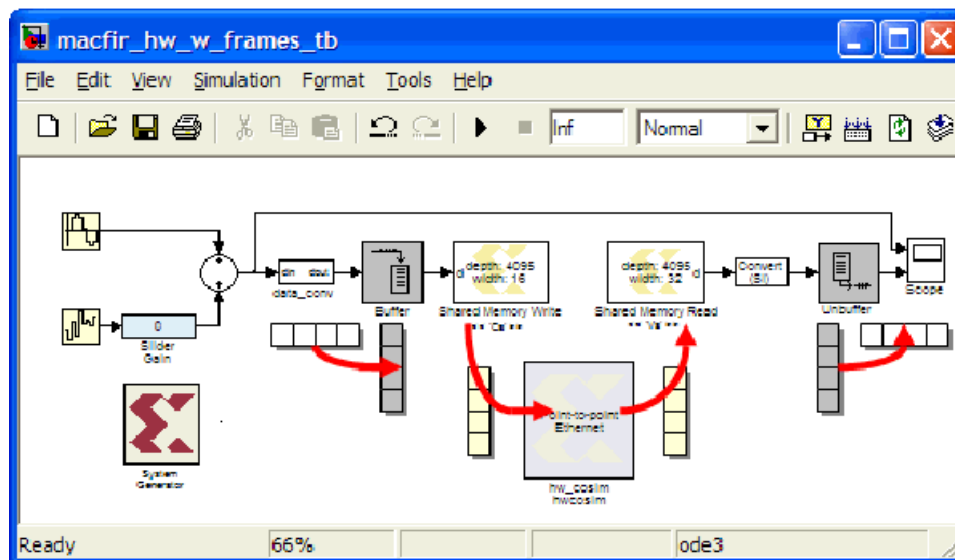 macfir_hw_w_frames_tb
File Edit View Simulation Format Tools Help
Inf Normal
din dout
data_conv
Buffer
di
depth: 4095
width: 16
Shared Memory Write
depth: 4095
width: 32
Shared Memory Read
Convert
Unbuffer
Scope
0
Slider
Gain
System
Generator
oint-to-point
Ethernet
hw_cosim
hwcosim
Ready 66% ode3